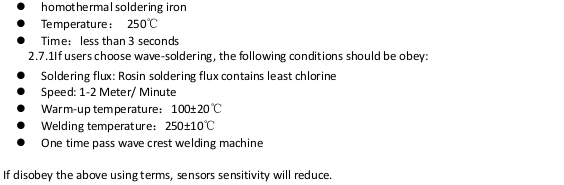 ● homothermal soldering iron
● Temperature： 250℃
● Time：less than 3 seconds
2.7.1If users choose wave-soldering, the following conditions should be obey:
● Soldering flux: Rosin soldering flux contains least chlorine
● Speed: 1-2 Meter/ Minute
● Warm-up temperature：100±20℃
● Welding temperature：250±10℃
● One time pass wave crest welding machine
If disobey the above using terms, sensors sensitivity will reduce.